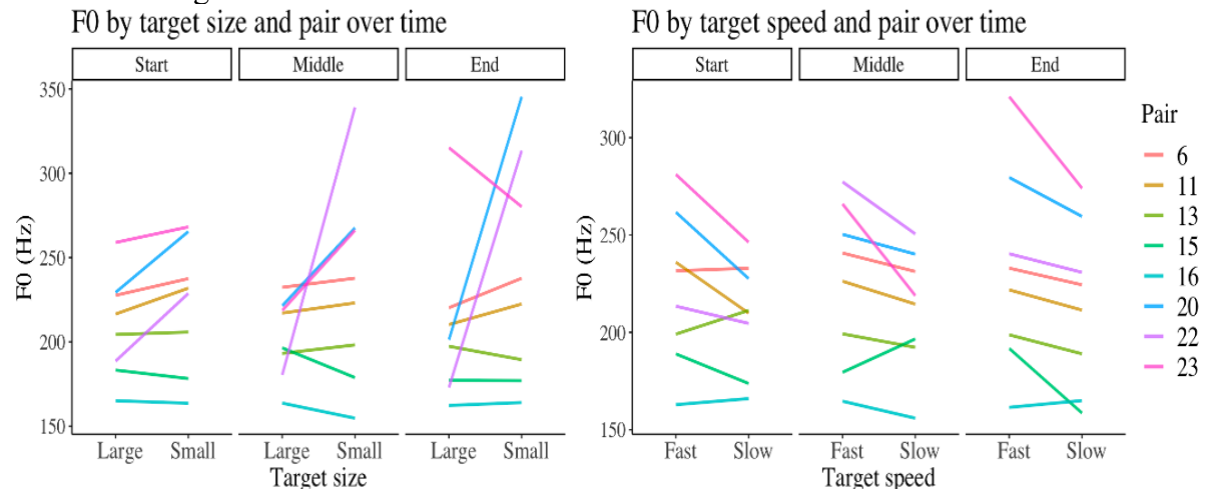 F0 by target size and pair over time
Start Middle End
350
300
250
200
150
F0 (Hz)
Large Small Large Small Large Small
Target size
F0 by target speed and pair over time
Start Middle End
300
250
200
150
F0 (Hz)
Fast Slow Fast Slow Fast Slow
Target speed
Pair
6
11
13
15
16
20
22
23